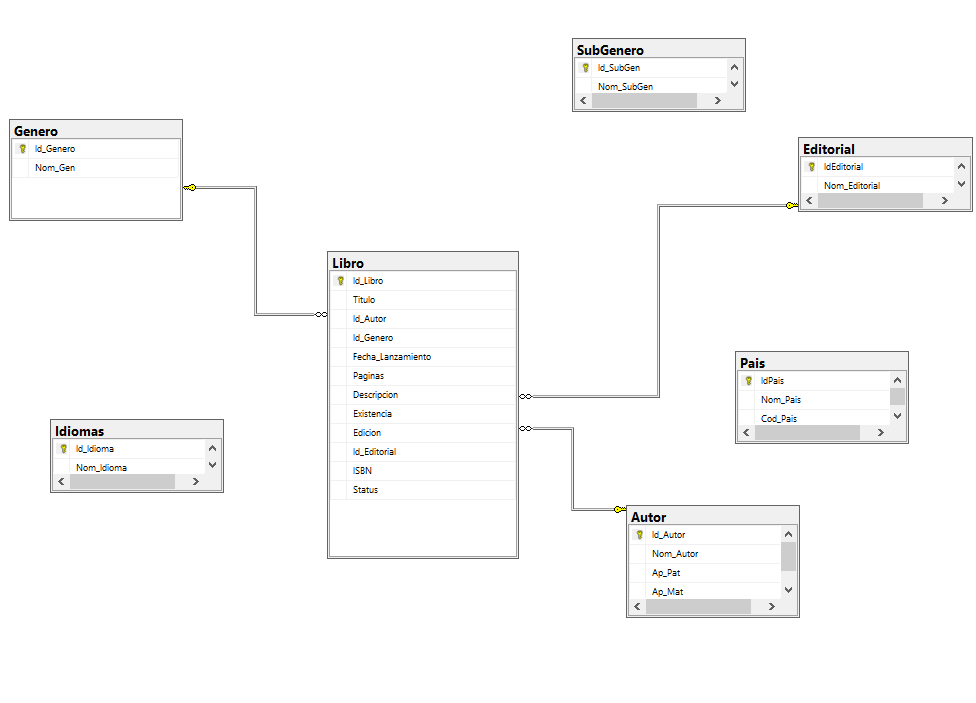 SubGenero
Id_SubGen
Nom_SubGen
Genero
Id_Genero
Nom_Gen
Editorial
IdEditorial
Nom_Editorial
Libro
Id_Libro
Titulo
Id_Autor
Id_Genero
Fecha_Lanzamiento
Paginas
Descripcion
Existencia
Edicion
Id_Editorial
ISBN
Status
Pais
IdPais
Nom_Pais
Cod_Pais
Idiomas
Id_Idioma
Nom_Idioma
Autor
Id_Autor
Nom_Autor
Ap_Pat
Ap_Mat